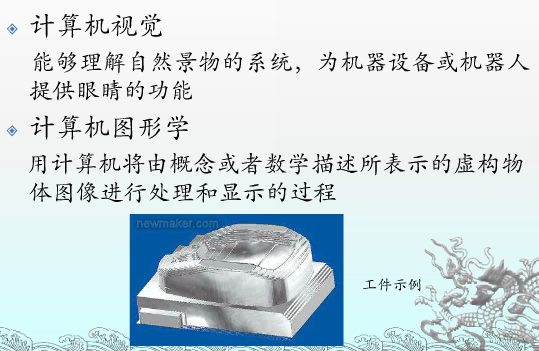 计算机视觉
能够理解自然景物的系统，为机器设备或机器人
提供眼睛的功能
计算机图形学
用计算机将由概念或者数学描述所表示的虚构物
体图像进行处理和显示的过程
newmaker.com
工件示例